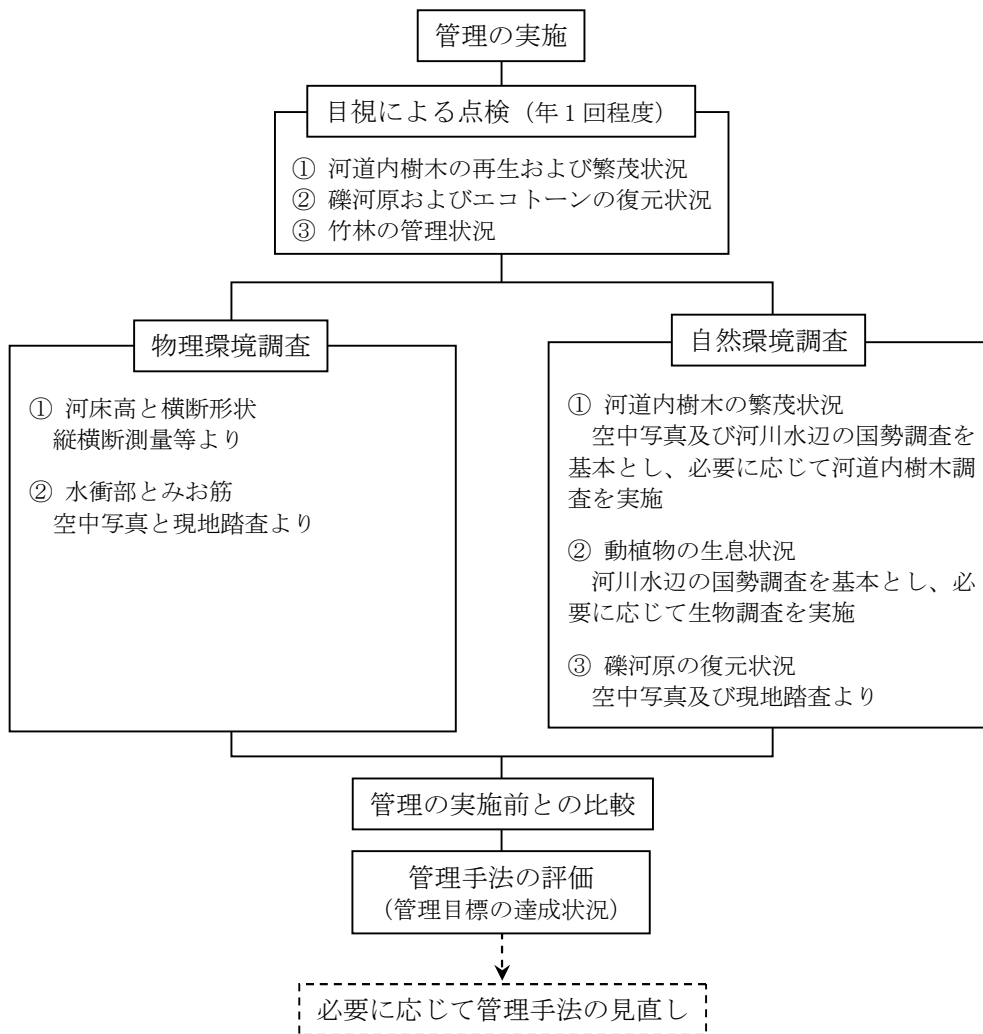 管理の実施
目視による点検（年１回程度）
① 河道内樹木の再生および繁茂状況
② 礫河原およびエコトーンの復元状況
③ 竹林の管理状況
物理環境調査
① 河床高と横断形状
縦横断測量等より
② 水衝部とみお筋
空中写真と現地踏査より
自然環境調査
① 河道内樹木の繁茂状況
空中写真及び河川水辺の国勢調査を
基本とし、必要に応じて河道内樹木調
査を実施
② 動植物の生息状況
河川水辺の国勢調査を基本とし、必
要に応じて生物調査を実施
③ 礫河原の復元状況
空中写真及び現地踏査より
管理の実施前との比較
管理手法の評価
（管理目標の達成状況）
必要に応じて管理手法の見直し